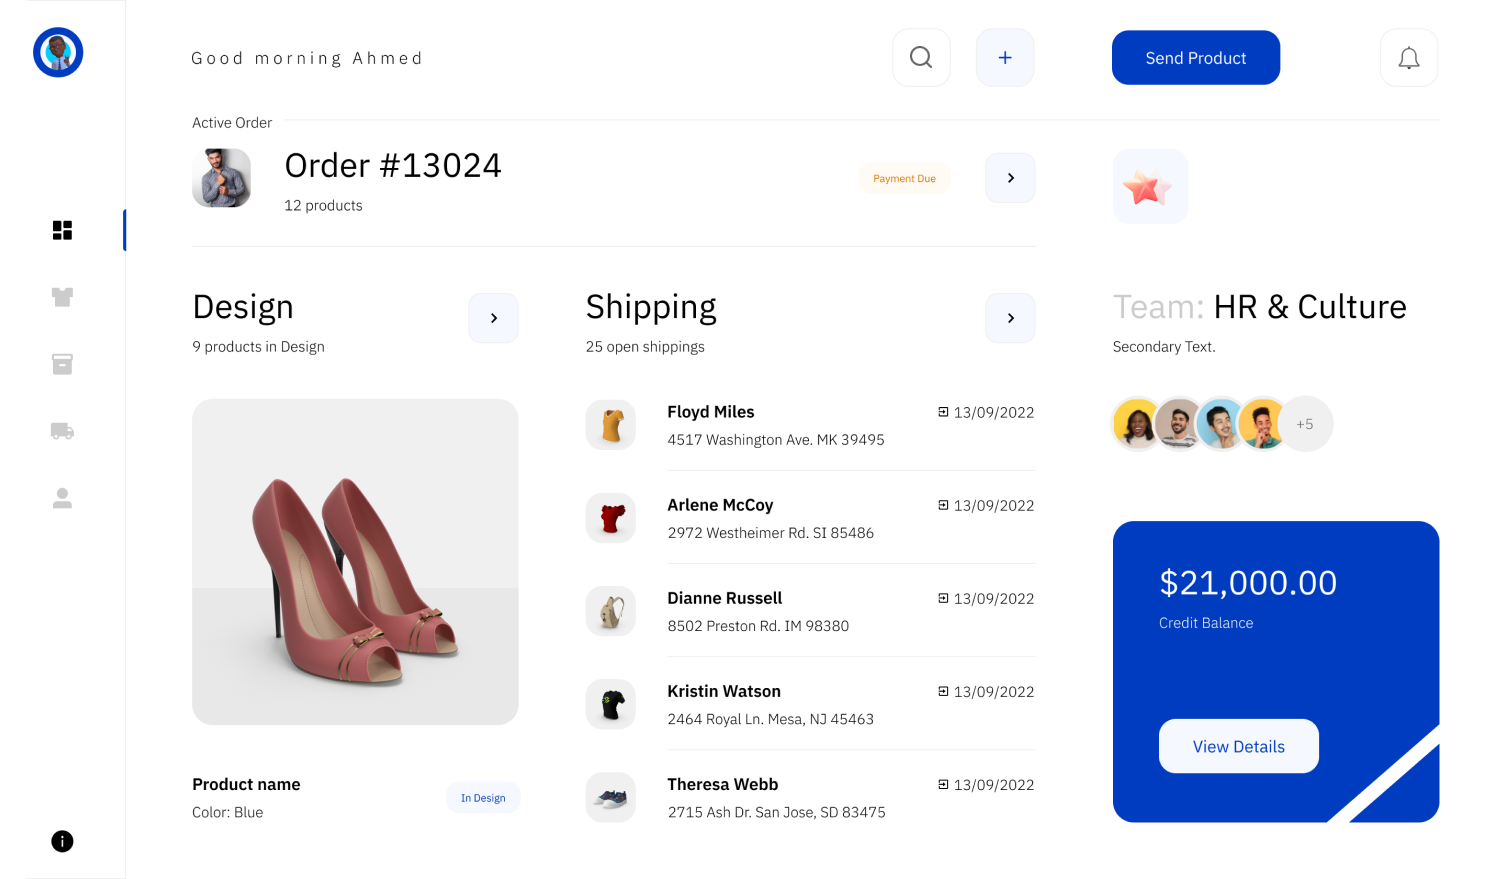 Good morning Ahmed
Send Product
Active Order
Order #13024
12 products
Payment Due
Design
9 products in Design
Product name
Color: Blue
In Design
Shipping
25 open shippings
Floyd Miles
13/09/2022
4517 Washington Ave. MK 39495
Arlene McCoy
13/09/2022
2972 Westheimer Rd. SI 85486
Dianne Russell
13/09/2022
8502 Preston Rd. IM 98380
Kristin Watson
13/09/2022
2464 Royal Ln. Mesa, NJ 45463
Theresa Webb
13/09/2022
2715 Ash Dr. San Jose, SD 83475
Team: HR & Culture
Secondary Text.
+5
$21,000.00
Credit Balance
View Details